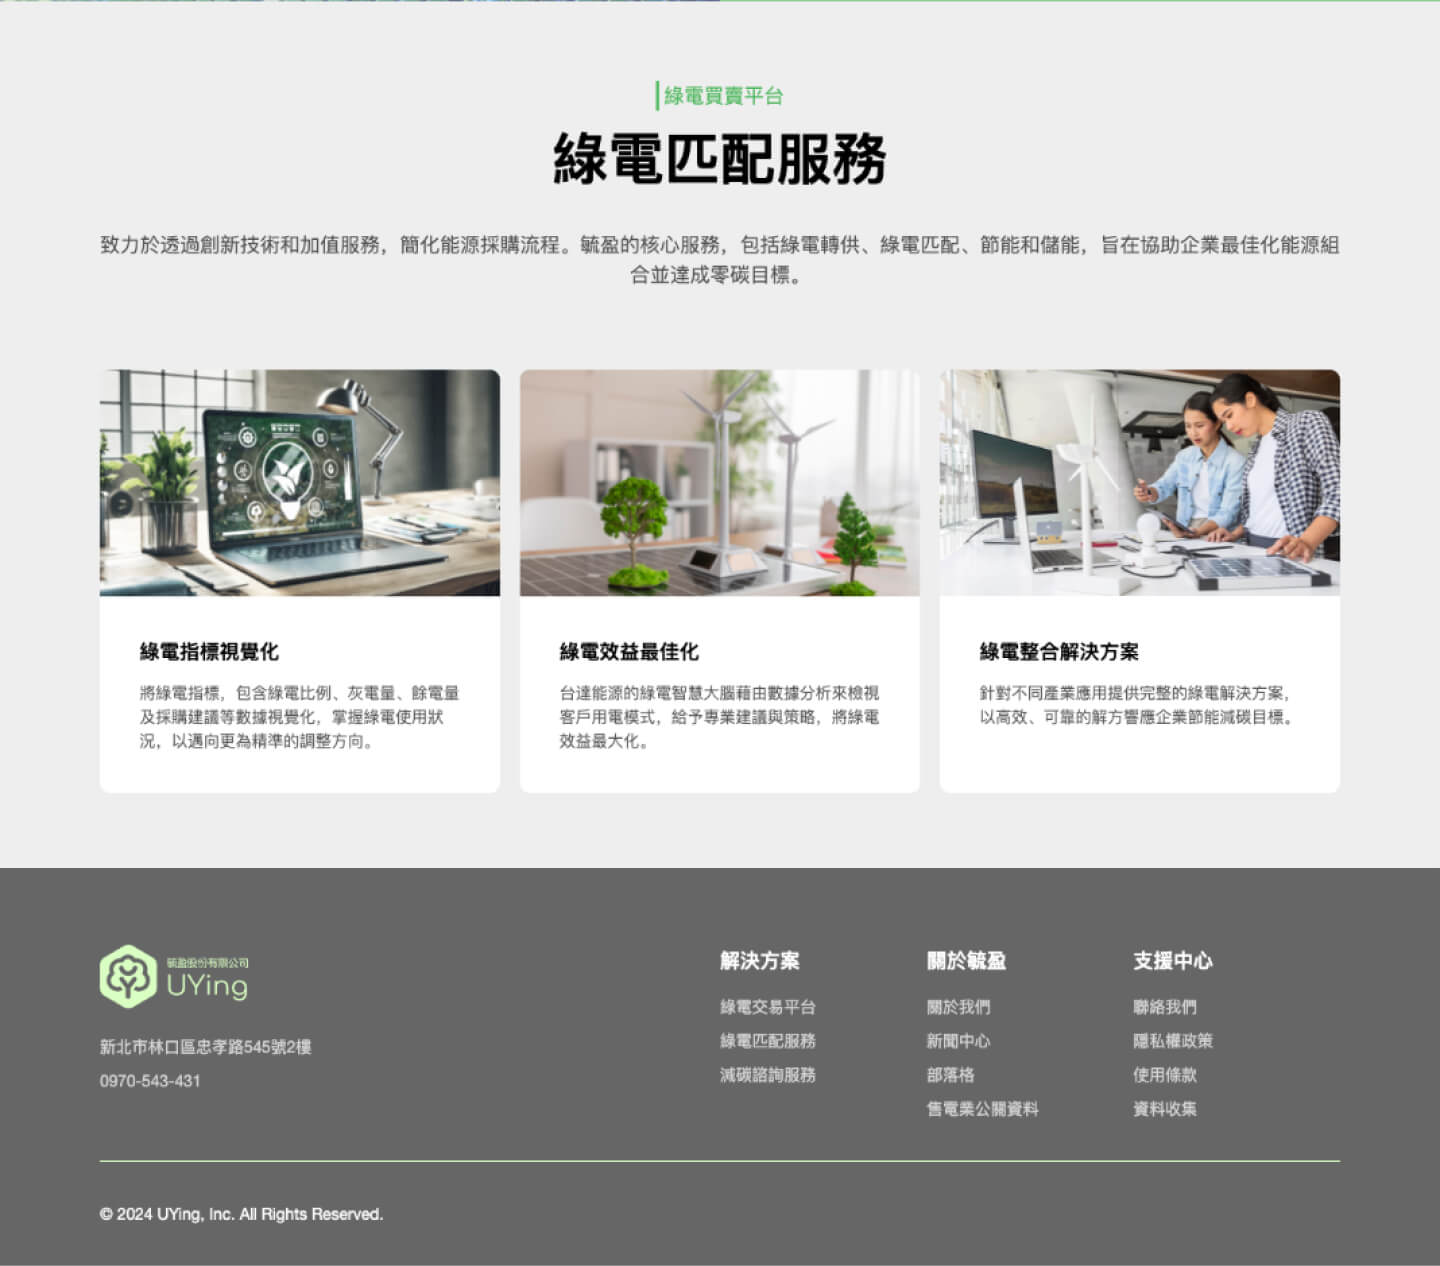 綠電買賣平台
綠電匹配服務
致力於透過創新技術和加值服務，簡化能源採購流程。毓盈的核心服務，包括綠電轉供、綠電匹配、節能和儲能，旨在協助企業最佳化能源組
合並達成零碳目標。
綠電指標視覺化
將綠電指標，包含綠電比例、灰電量、餘電量
及採購建議等數據視覺化，掌握綠電使用狀
況，以邁向更為精準的調整方向。
綠電效益最佳化
台達能源的綠電智慧大腦藉由數據分析來檢視
客戶用電模式，給予專業建議與策略，將綠電
效益最大化。
綠電整合解決方案
針對不同產業應用提供完整的綠電解決方案，
以高效、可靠的解方響應企業節能減碳目標。
毓盈股份有限公司
UYing
新北市林口區忠孝路545號2樓
0970-543-431
解決方案
綠電交易平台
綠電匹配服務
減碳諮詢服務
關於毓盈
關於我們
新聞中心
部落格
售電業公開資料
支援中心
聯絡我們
隱私權政策
使用條款
資料收集
© 2024 UYing, Inc. All Rights Reserved.